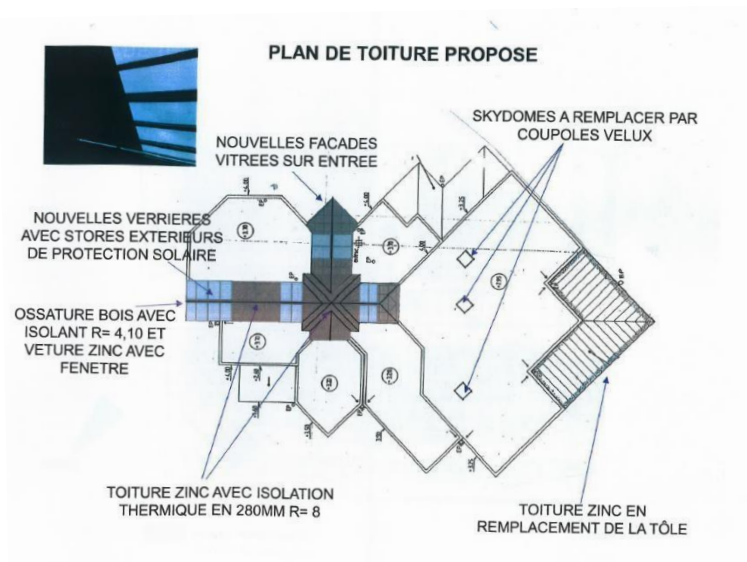 PLAN DE TOITURE PROPOSE
SKYDOMES A REMPLACER PAR
COUPOLES VELUX
NOUVELLES FACADES
VITREES SUR ENTREE
NOUVELLES VERRIERES
AVEC STORES EXTERIEURS
DE PROTECTION SOLAIRE
OSSATURE BOIS AVEC
ISOLANT R= 4,10 ET
VETURE ZINC AVEC
FENETRE
TOITURE ZINC AVEC ISOLATION
THERMIQUE EN 280MM R= 8
TOITURE ZINC EN
REMPLACEMENT DE LA TÔLE